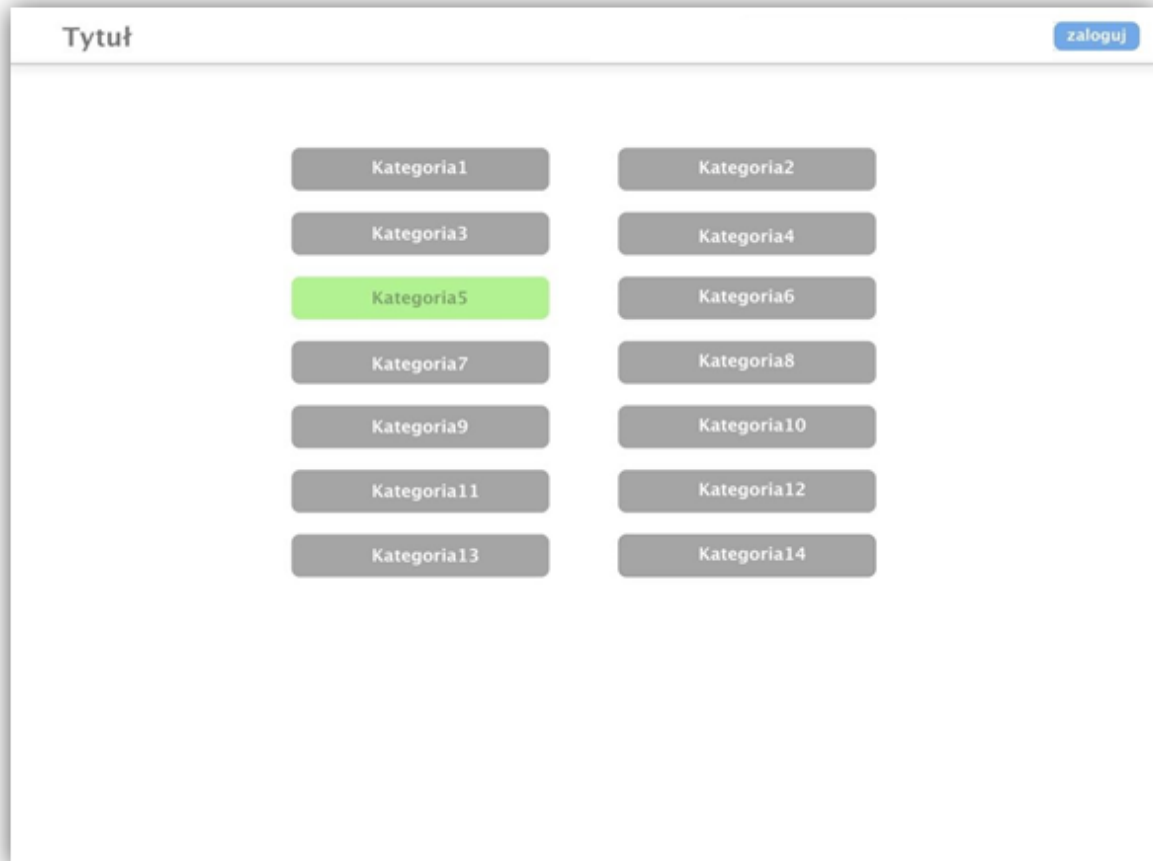 Tytuł
zaloguj
Kategoria1
Kategoria2
Kategoria3
Kategoria4
Kategoria5
Kategoria6
Kategoria7
Kategoria8
Kategoria9
Kategoria10
Kategoria11
Kategoria12
Kategoria13
Kategoria14